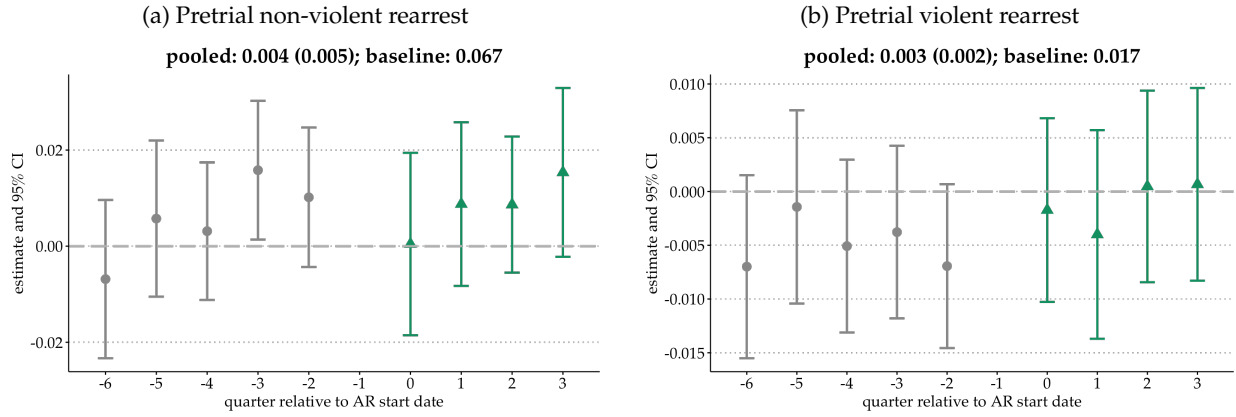 (a) Pretrial non-violent rearrest
pooled: 0.004 (0.005); baseline: 0.067
estimate and 95% CI
0.02
0.00
-0.02
-6 -5 -4 -3 -2 -1 0 1 2 3
quarter relative to AR start date
(b) Pretrial violent rearrest
pooled: 0.003 (0.002); baseline: 0.017
estimate and 95% CI
0.010
0.005
0.000
-0.005
-0.010
-0.015
-6 -5 -4 -3 -2 -1 0 1 2 3
quarter relative to AR start date